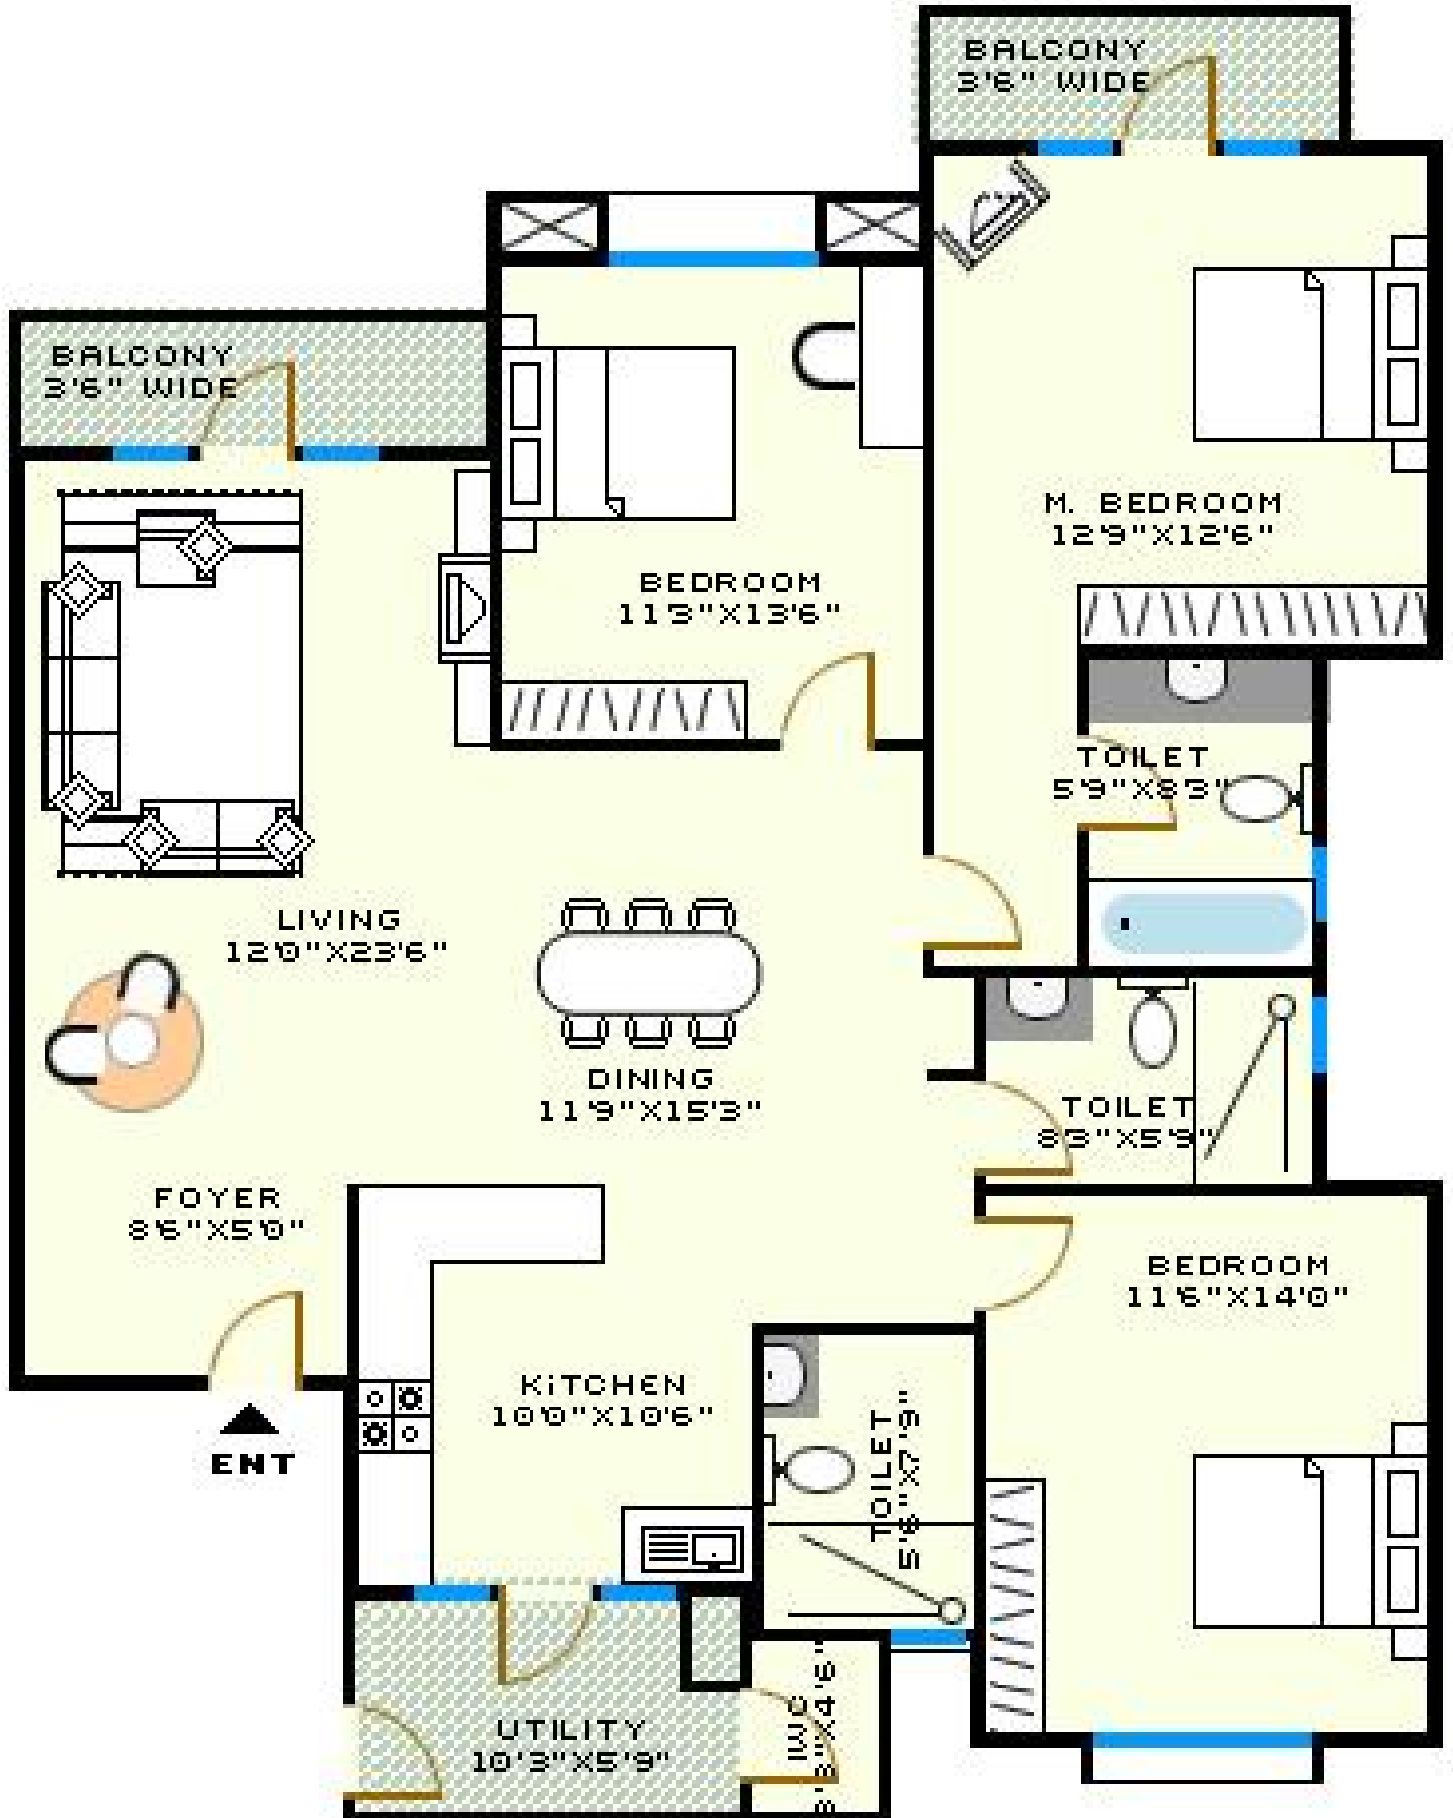 BALCONY
3'6" WIDE
BALCONY
3'6" WIDE
M. BEDROOM
12'9"X12'6"
BEDROOM
11'3"X13'6"
TOILET
5'9"X8'3"
LIVING
12'0"X23'6"
DINING
11'9"X15'3"
TOILET
8'3"X5'9"
FOYER
8'6"X5'0"
BEDROOM
11'6"X14'0"
KiTCHEN
10'0"X10'6"
TOILET
5'6"X7'9"
ENT
UTILITY
10'3"X5'9"